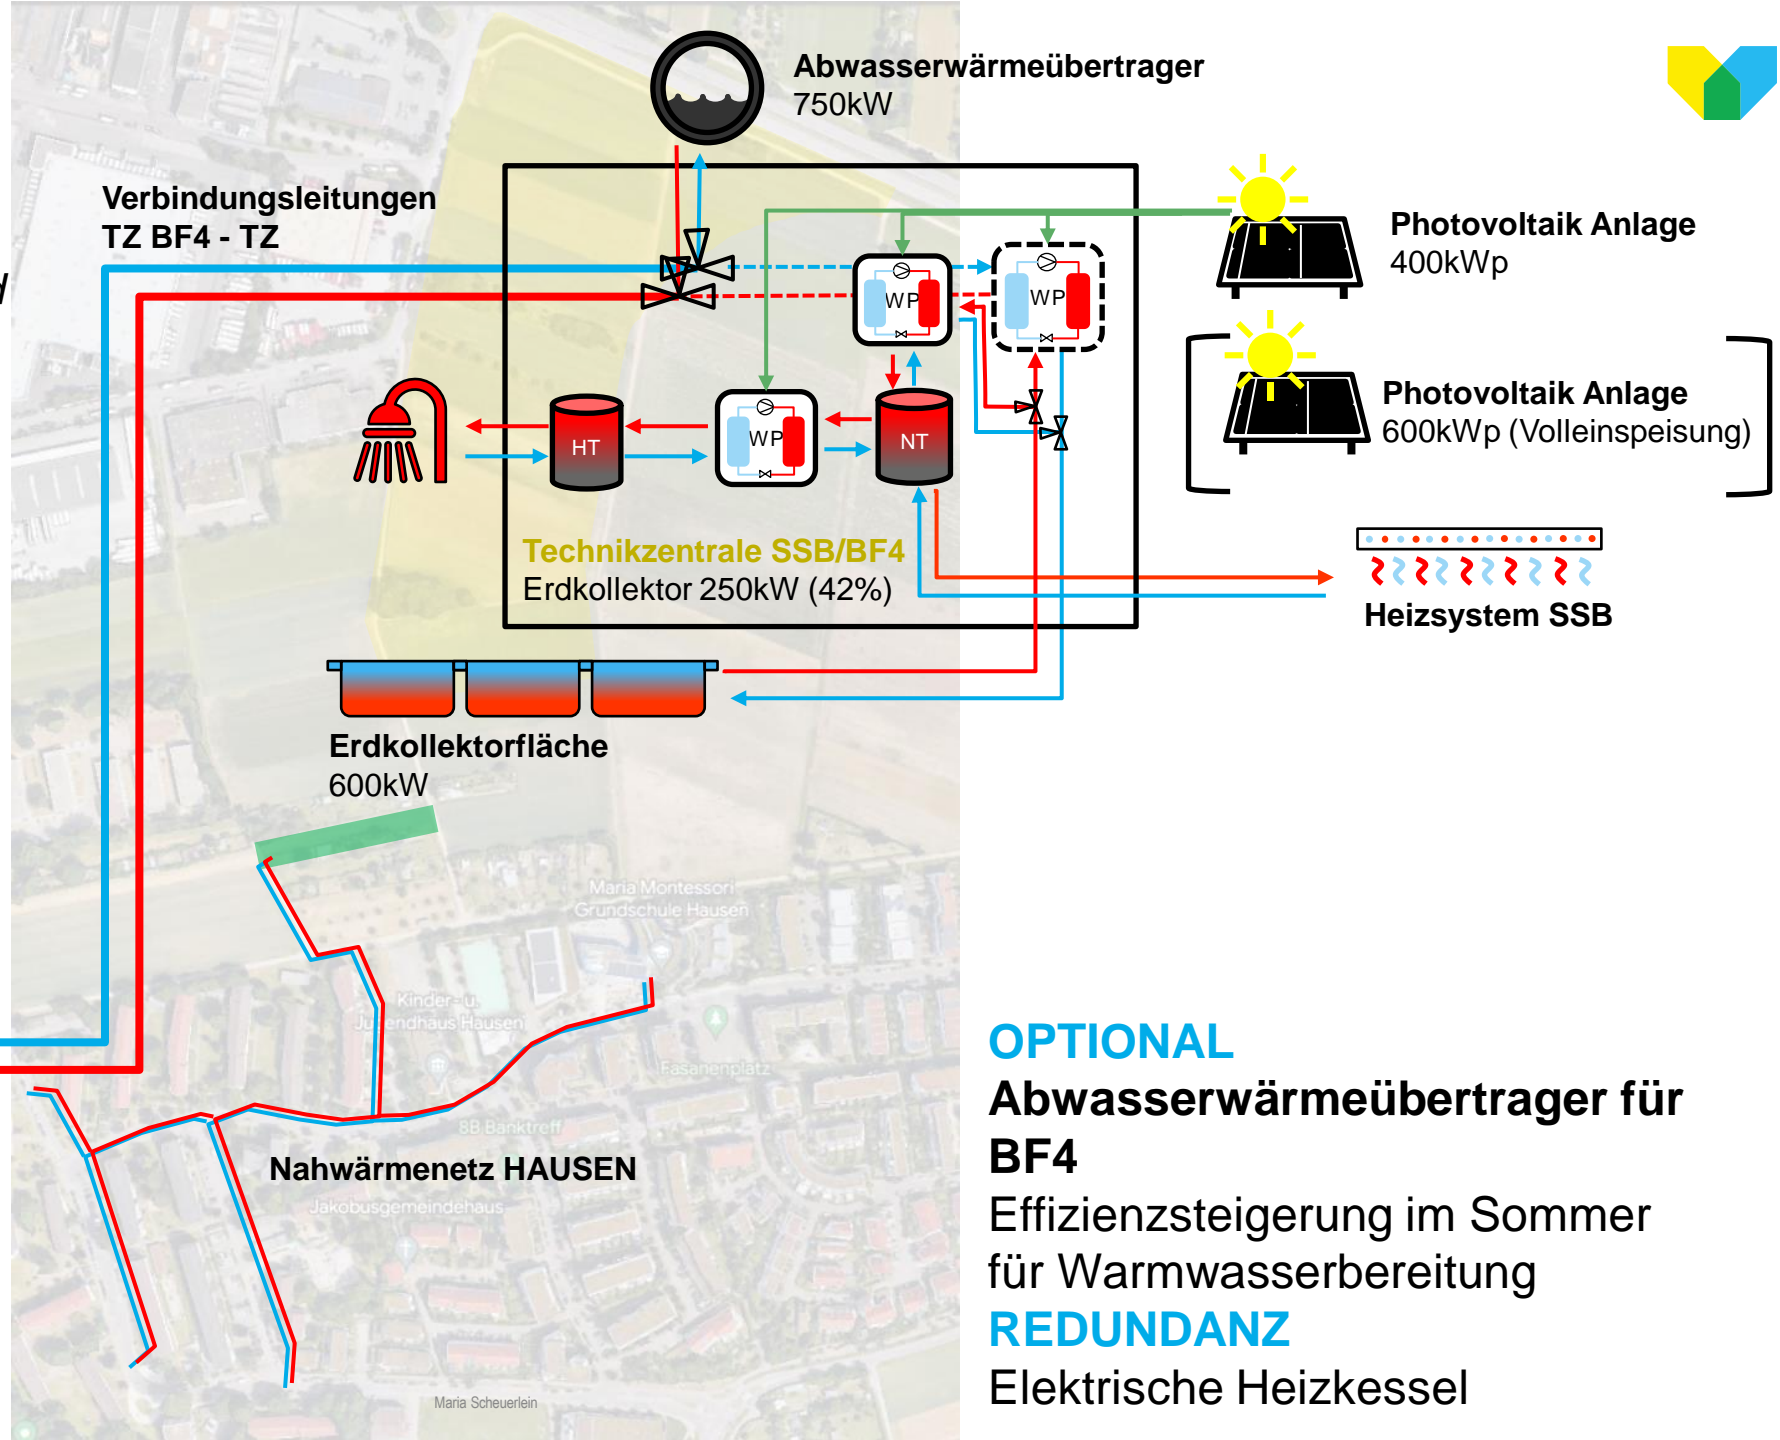 Abwasserwärmeübertrager
750kW
Verbindungsleitungen
TZ BF4 - TZ
Photovoltaik Anlage
400kWp
WP
WP
Photovoltaik Anlage
600kWp (Volleinspeisung)
HT
WP
NT
Technikzentrale SSB/BF4
Erdkollektor 250kW (42%)
Heizsystem SSB
Erdkollektorfläche
600kW
Maria Montessori
Grundschule Hausen
Kinder- u.
Jugendhaus Hausen
Fasanenplatz
BB Banktreff
Nahwärmenetz HAUSEN
Jakobusgemeindehaus
Maria Scheuerlein
OPTIONAL
Abwasserwärmeübertrager für
BF4
Effizienzsteigerung im Sommer
für Warmwasserbereitung
REDUNDANZ
Elektrische Heizkessel